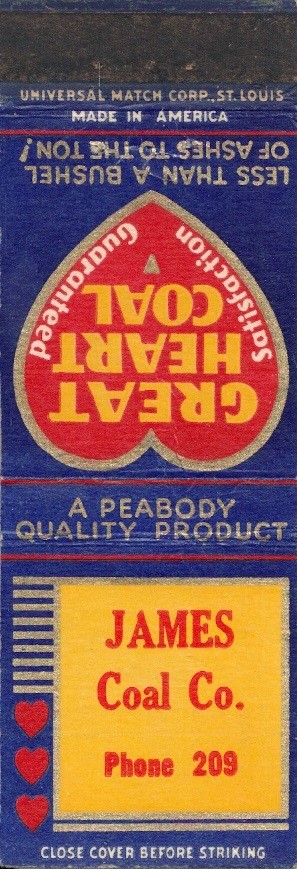 UNIVERSAL MATCH CORP., ST. LOUIS
MADE IN AMERICA
LESS THAN A BUSHEL
OF ASHES TO THE TON!
Satisfaction Guaranteed
GREAT
HEART
COAL
A PEABODY
QUALITY PRODUCT
JAMES
Coal Co.
Phone 209
CLOSE COVER BEFORE STRIKING